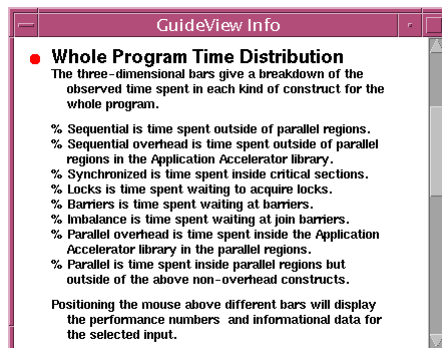 GuideView Info
Whole Program Time Distribution
The three-dimensional bars give a breakdown of the
observed time spent in each kind of construct for the
whole program.
% Sequential is time spent outside of parallel regions.
% Sequential overhead is time spent outside of parallel
regions in the Application Accelerator library.
% Synchronized is time spent inside critical sections.
% Locks is time spent waiting to acquire locks.
% Barriers is time spent waiting at barriers.
% Imbalance is time spent waiting at join barriers.
% Parallel overhead is time spent inside the Application
Accelerator library in the parallel regions.
% Parallel is time spent inside parallel regions but
outside of the above non-overhead constructs.
Positioning the mouse above different bars will display
the performance numbers and informational data for
the selected input.